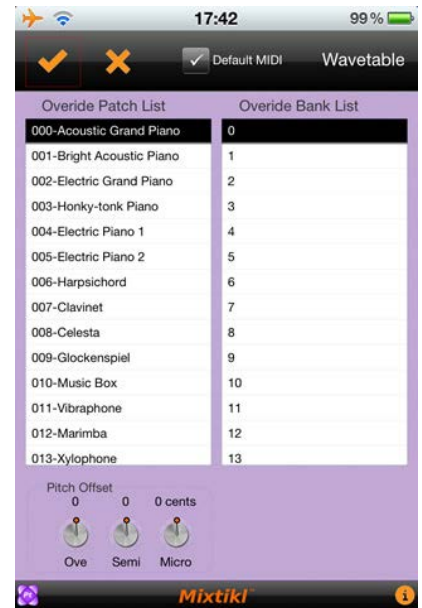 17:42
99%
Default MIDI
Wavetable
Overide Patch List
Overide Bank List
000-Acoustic Grand Piano
0
001-Bright Acoustic Piano
1
002-Electric Grand Piano
2
003-Honky-tonk Piano
3
004-Electric Piano 1
4
005-Electric Piano 2
5
006-Harpsichord
6
007-Clavinet
7
008-Celesta
8
009-Glockenspiel
9
010-Music Box
10
011-Vibraphone
11
012-Marimba
12
013-Xylophone
13
Pitch Offset
0
0
0 cents
Ove
Semi
Micro
Pt
Mixtikl™
i